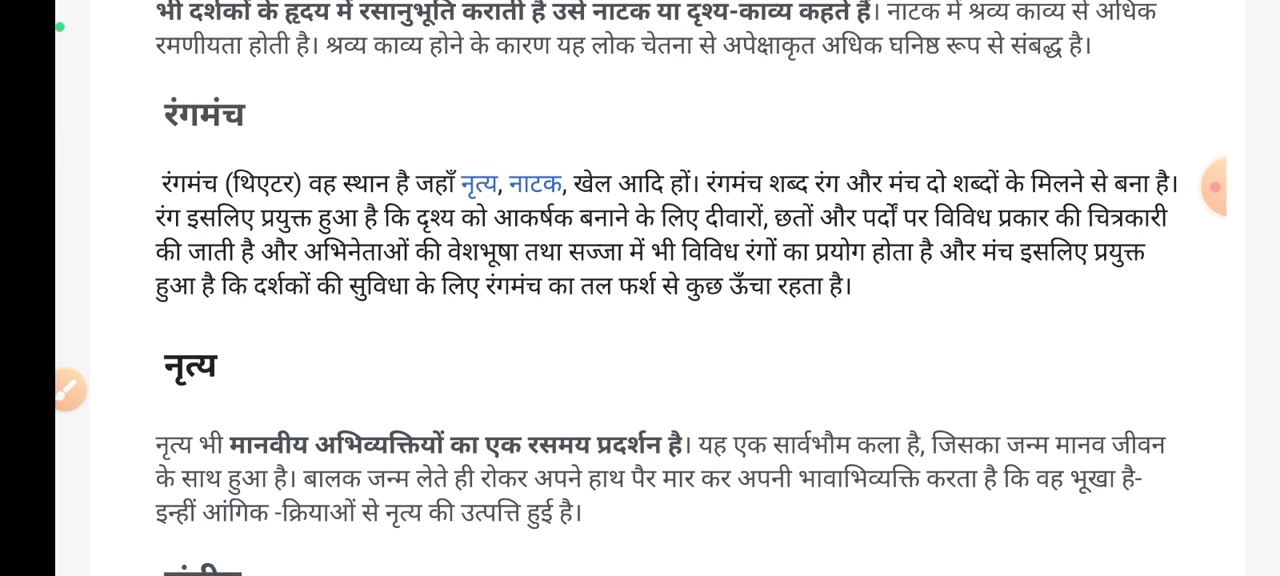 भी दर्शकों के हृदय में रसानुभूति कराती है उसे नाटक या दृश्य-काव्य कहते हैं। नाटक में श्रव्य काव्य से अधिक
रमणीयता होती है। श्रव्य काव्य होने के कारण यह लोक चेतना से अपेक्षाकृत अधिक घनिष्ठ रूप से संबद्ध है।
रंगमंच
रंगमंच (थिएटर) वह स्थान है जहाँ नृत्य, नाटक, खेल आदि हों। रंगमंच शब्द रंग और मंच दो शब्दों के मिलने से बना है।
रंग इसलिए प्रयुक्त हुआ है कि दृश्य को आकर्षक बनाने के लिए दीवारों, छतों और पर्दों पर विविध प्रकार की चित्रकारी
की जाती है और अभिनेताओं की वेशभूषा तथा सज्जा में भी विविध रंगों का प्रयोग होता है और मंच इसलिए प्रयुक्त
हुआ है कि दर्शकों की सुविधा के लिए रंगमंच का तल फर्श से कुछ ऊँचा रहता है।
नृत्य
नृत्य भी मानवीय अभिव्यक्तियों का एक रसमय प्रदर्शन है। यह एक सार्वभौम कला है, जिसका जन्म मानव जीवन
के साथ हुआ है। बालक जन्म लेते ही रोकर अपने हाथ पैर मार कर अपनी भावाभिव्यक्ति करता है कि वह भूखा है-
इन्हीं आंगिक -क्रियाओं से नृत्य की उत्पत्ति हुई है।